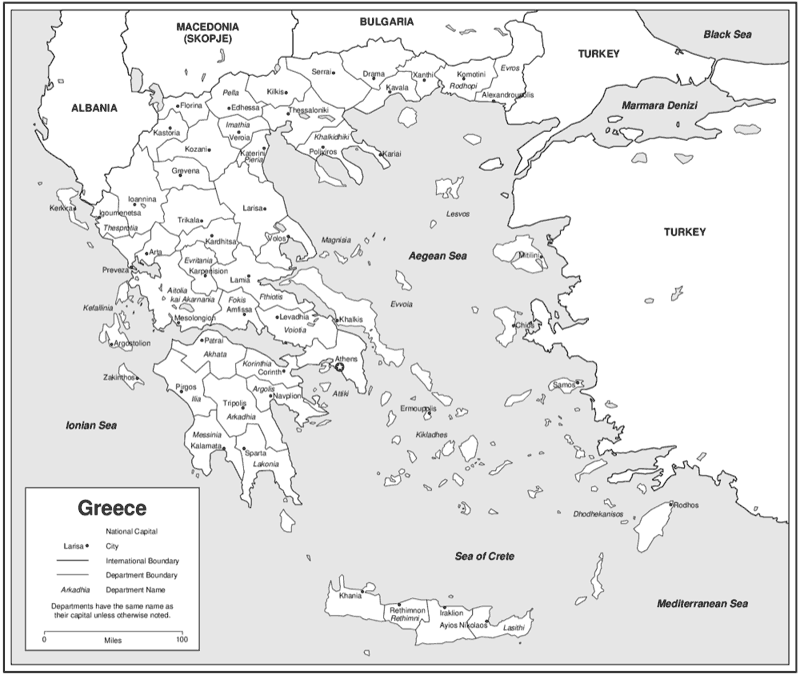 BULGARIA
MACEDONIA
(SKOPJE)
Black Sea
TURKEY
Serrai
Drama
Xanthi
Komotini
Evros
Rodhopi
Pella
Kilkis
Kavala
Alexandroupolis
Marmara Denizi
ALBANIA
Florina
Edhessa
Thessaloniki
Imathia
Kastoria
Veroia
Khalkidhiki
Kozani
Katerini
Pieria
Poliyiros
Kariai
Grevena
Ioannina
Kerkira
Igoumenetsa
Larisa
Lesvos
Trikala
Thesprotia
TURKEY
Kardhitsa
Volos
Magnisia
Arta
Aegean Sea
Mitilini
Evritania
Preveza
Karpenision
Lamia
Aitolia
kai Akarnania
Fokis
Fthiotis
Evvoia
Kefallinia
Amfissa
Mesolongion
Levadhia
Khalkis
Voiotia
Chios
Argostolion
Patrai
Akhata
Athens
Korinthia
Corinth
Zakinthos
Pirgos
Ilia
Argolis
Navplion
Attiki
Samos
Tripolis
Arkadhia
Ermoupolis
Ionian Sea
Messinia
Kikladhes
Kalamata
Sparta
Lakonia
Rodhos
Dhodhekanisos
Sea of Crete
Khania
Rethimnon
Rethimni
Iraklion
Ayios Nikolaos
Lasithi
Mediterranean Sea
Greece
National Capital
Larisa City
International Boundary
Department Boundary
Arkadhia Department Name
Departments have the same name as
their capital unless otherwise noted.
0 Miles 100